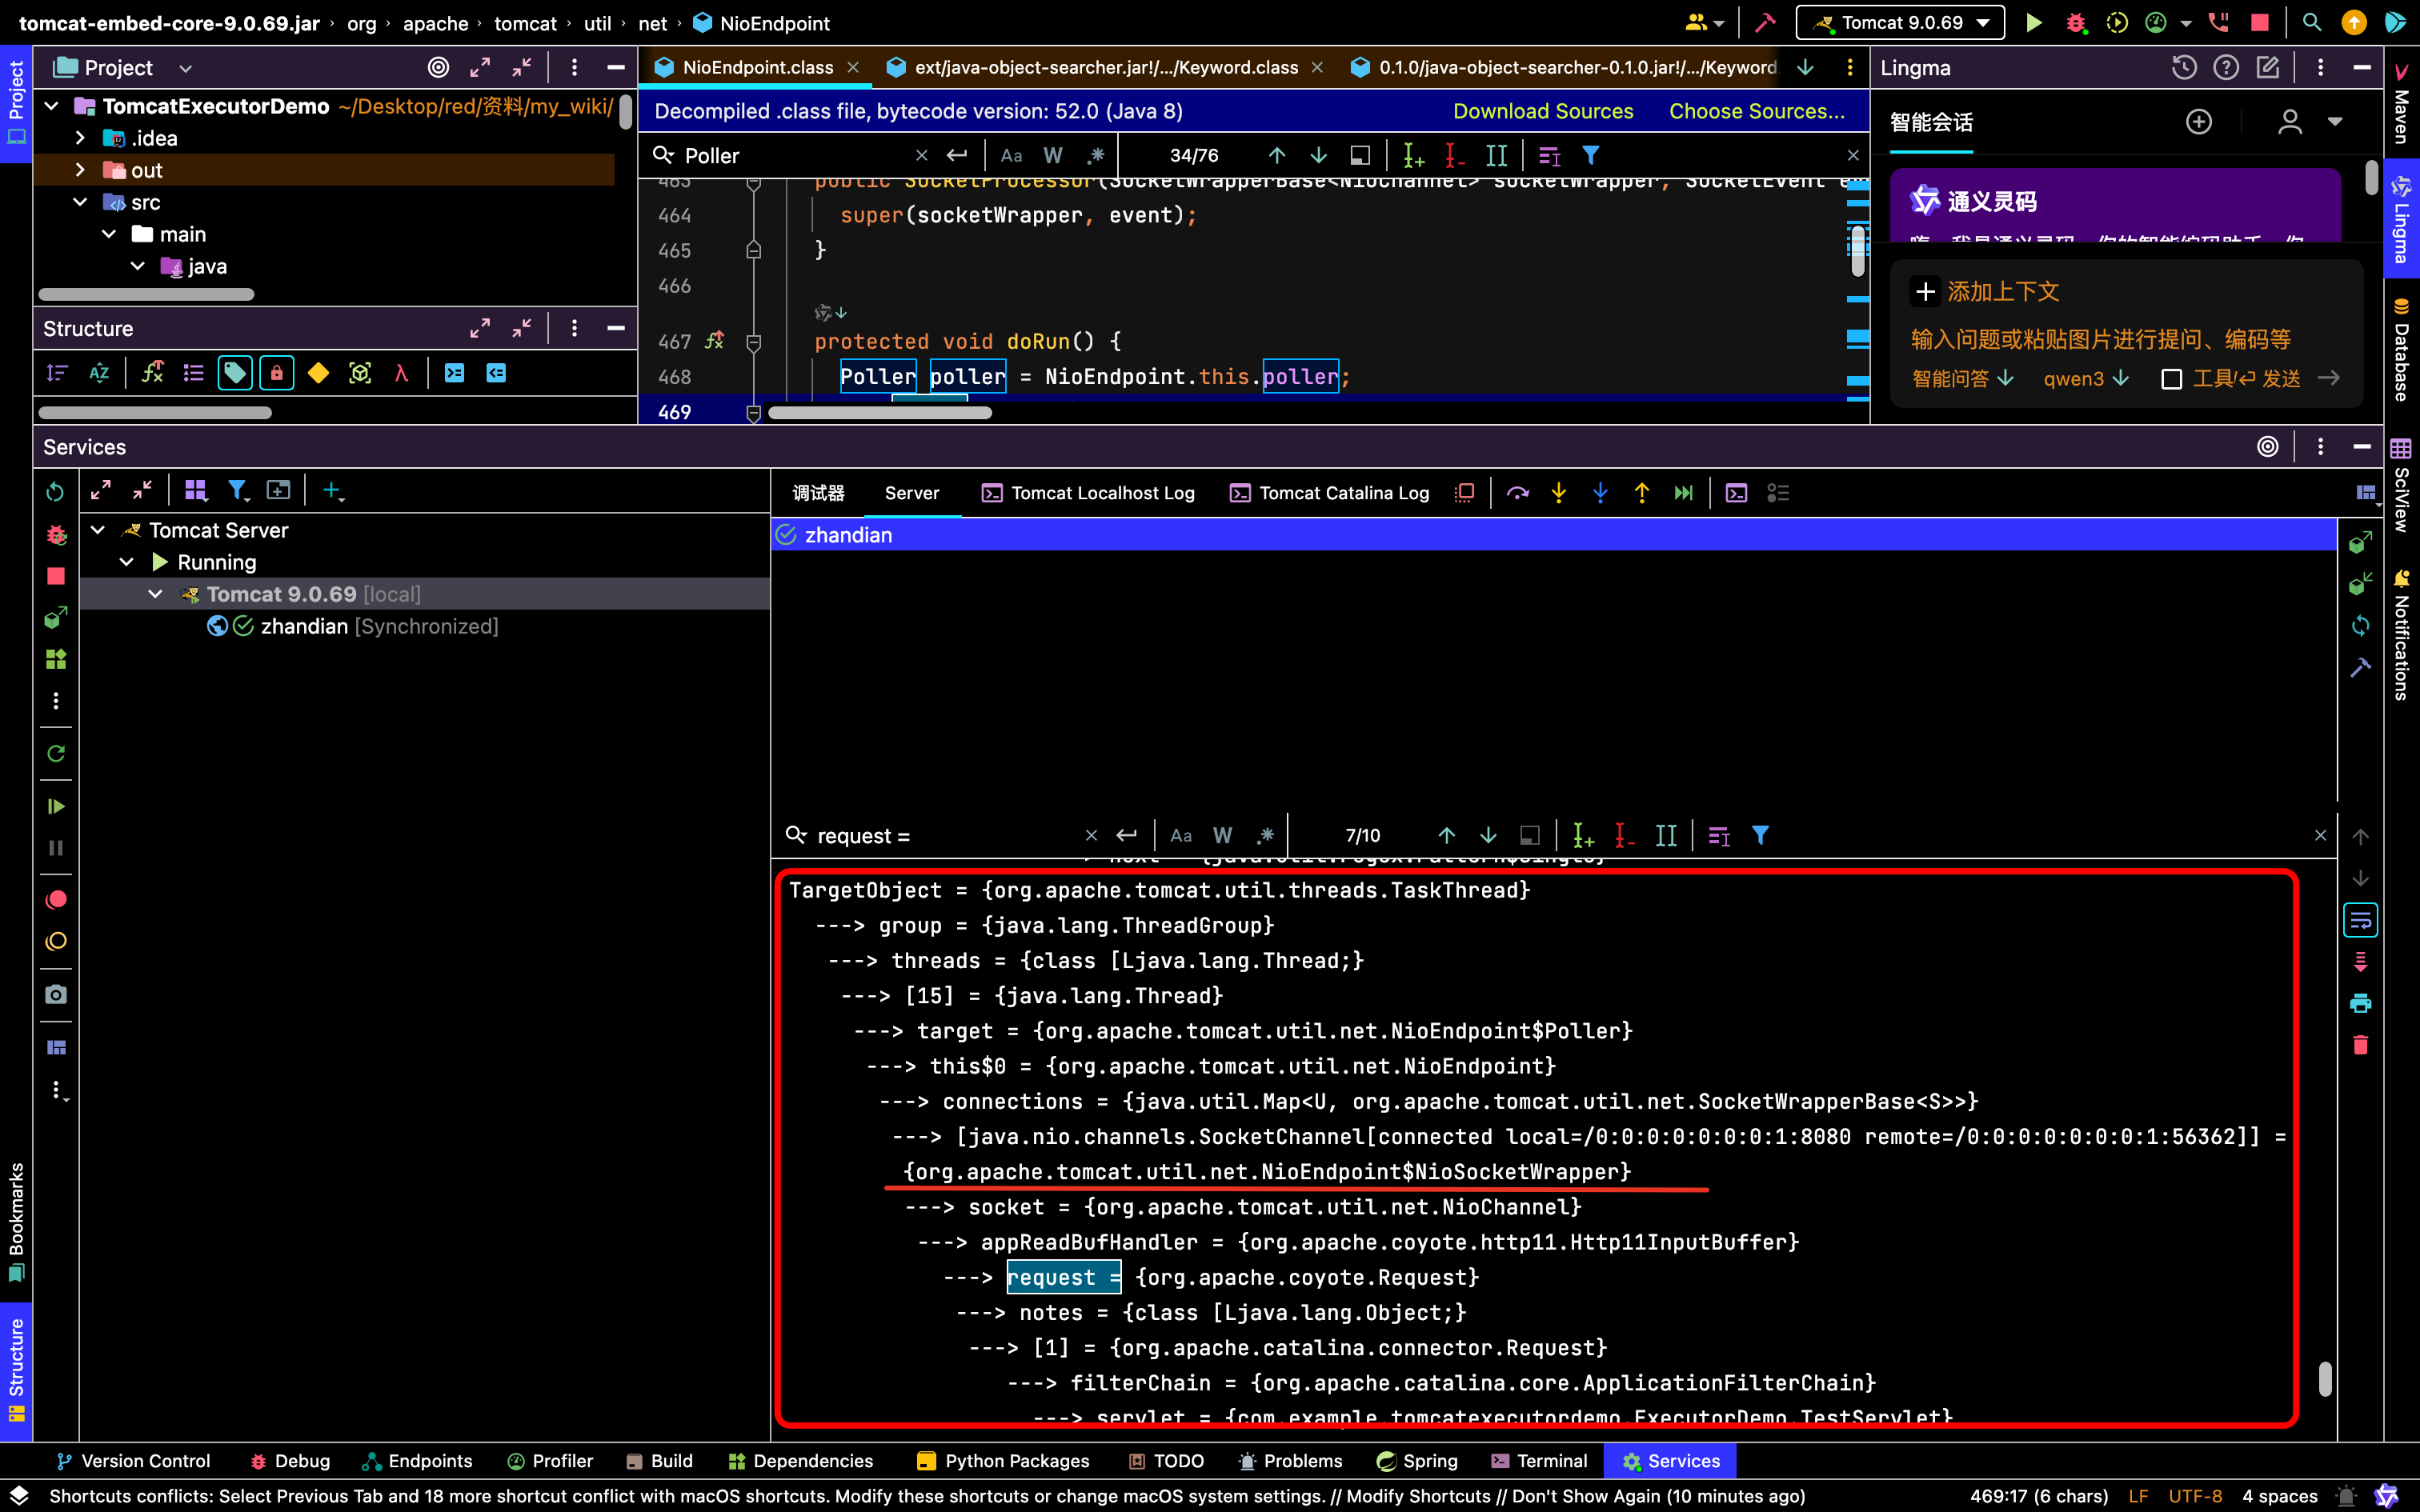 tomcat-embed-core-9.0.69.jar › org › apache › tomcat › util › net › NioEndpoint
Tomcat 9.0.69
Project
TomcatExecutorDemo ~/Desktop/red/资料/my_wiki/
.idea
out
src
main
java
Structure
NioEndpoint.class
ext/java-object-searcher.jar!/.../Keyword.class
0.1.0/java-object-searcher-0.1.0.jar!/.../Keyword
Decompiled .class file, bytecode version: 52.0 (Java 8)
Download Sources
Choose Sources...
Poller
Aa W .*
34/76
463 public SocketProcessor(SocketWrapperBase<NioChannel> socketWrapper, SocketEvent
464 super(socketWrapper, event);
465 }
466
467 protected void doRun() {
468 Poller poller = NioEndpoint.this.poller;
469
Lingma
智能会话
通义灵码
添加上下文
输入问题或粘贴图片进行提问、编码等
智能问答
qwen3
工具/
发送
Project
Bookmarks
Structure
Maven
Lingma
Database
SciView
Notifications
Services
Tomcat Server
Running
Tomcat 9.0.69 [local]
zhandian [Synchronized]
调试器
Server
Tomcat Localhost Log
Tomcat Catalina Log
zhandian
request =
Aa W .*
7/10
---> next = {java.util.regex.Pattern$Single}
TargetObject = {org.apache.tomcat.util.threads.TaskThread}
---> group = {java.lang.ThreadGroup}
---> threads = {class [Ljava.lang.Thread;}
---> [15] = {java.lang.Thread}
---> target = {org.apache.tomcat.util.net.NioEndpoint$Poller}
---> this$0 = {org.apache.tomcat.util.net.NioEndpoint}
---> connections = {java.util.Map<U, org.apache.tomcat.util.net.SocketWrapperBase<S>>}
---> [java.nio.channels.SocketChannel[connected local=/0:0:0:0:0:0:0:1:8080 remote=/0:0:0:0:0:0:0:1:56362]] =
{org.apache.tomcat.util.net.NioEndpoint$NioSocketWrapper}
---> socket = {org.apache.tomcat.util.net.NioChannel}
---> appReadBufHandler = {org.apache.coyote.http11.Http11InputBuffer}
---> request = {org.apache.coyote.Request}
---> notes = {class [Ljava.lang.Object;}
---> [1] = {org.apache.catalina.connector.Request}
---> filterChain = {org.apache.catalina.core.ApplicationFilterChain}
---> servlet = {com.example.tomcatexecutordemo.ExecutorDemo.TestServlet}
Version Control
Debug
Endpoints
Profiler
Build
Dependencies
Python Packages
TODO
Problems
Spring
Terminal
Services
Shortcuts conflicts: Select Previous Tab and 18 more shortcut conflict with macOS shortcuts. Modify these shortcuts or change macOS system settings. // Modify Shortcuts // Don't Show Again (10 minutes ago)
469:17 (6 chars)
LF
UTF-8
4 spaces